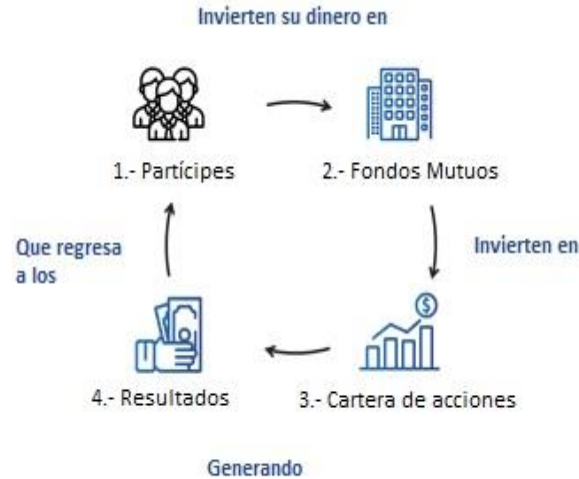 Invierten su dinero en
1.- Partícipes
2.- Fondos Mutuos
Que regresa
a los
Invierten en
$
4.- Resultados
3.- Cartera de acciones
Generando